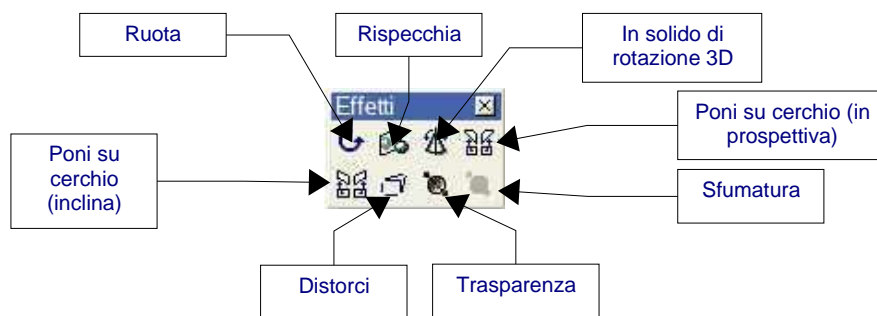 Ruota
Rispecchia
In solido di
rotazione 3D
Effetti
Poni su cerchio (in
prospettiva)
Poni su
cerchio
(inclina)
Sfumatura
Distorci
Trasparenza